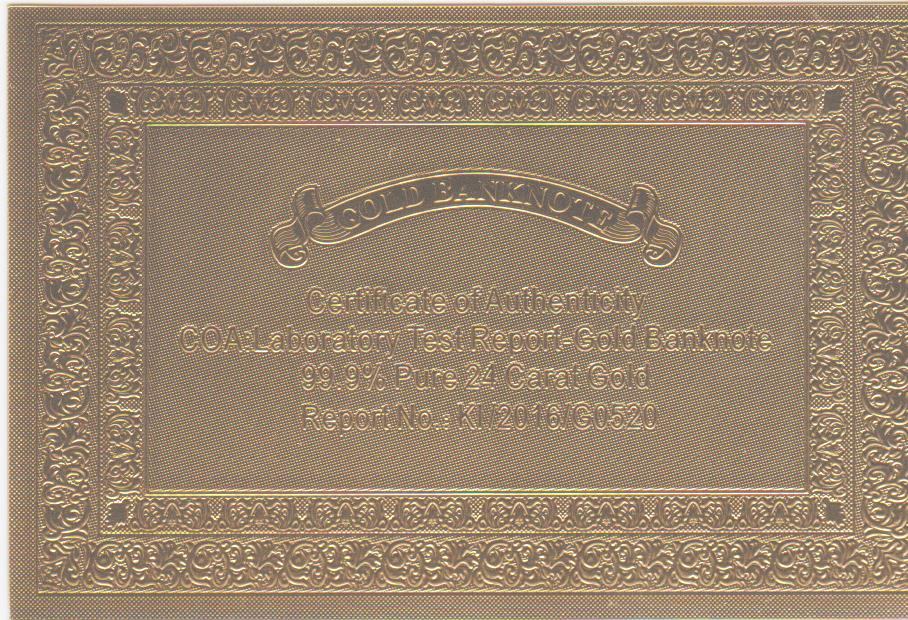 GOLD BANKNOTE
Certificate of Authenticity
COA:Laboratory Test Report-Gold Banknote
99.9% Pure 24 Carat Gold
Report No.: KI/2016/G0520